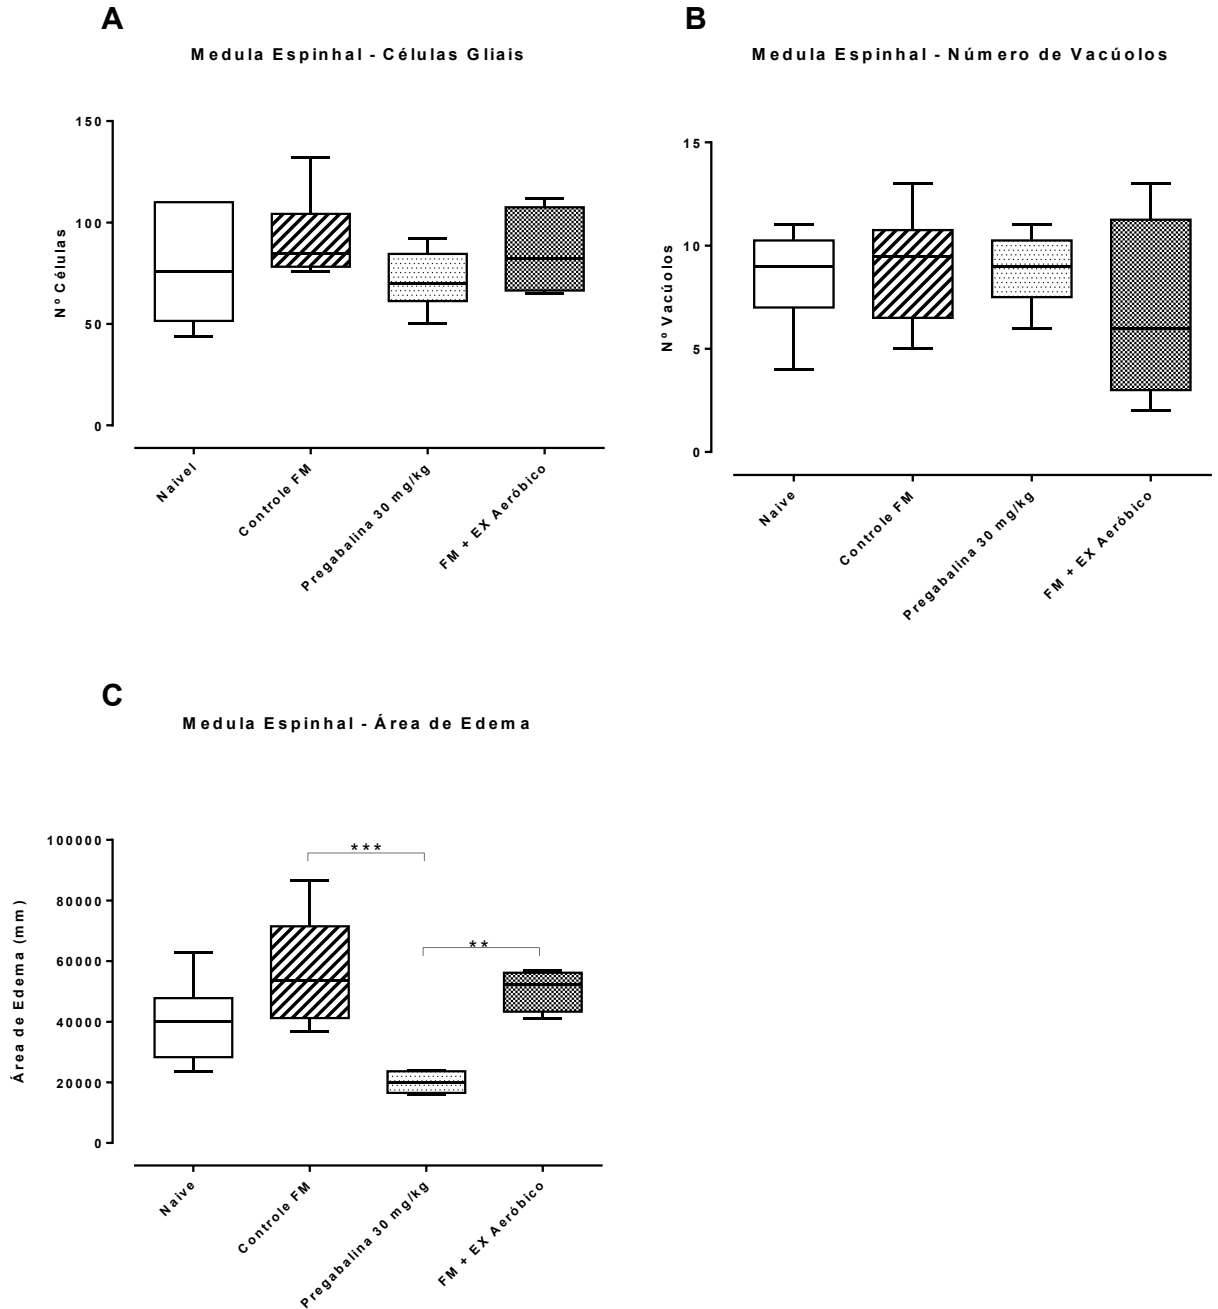 A
Medula Espinhal - Células Gliais
150
100
50
0
Nº Células
Naivel
Controle FM
Pregabalina 30 mg/kg
FM + EX Aeróbico
B
Medula Espinhal - Número de Vacúolos
15
10
5
0
Nº Vacúolos
Naive
Controle FM
Pregabalina 30 mg/kg
FM + EX Aeróbico
C
Medula Espinhal - Área de Edema
100000
80000
60000
40000
20000
0
Área de Edema (mm)
***
**
Naive
Controle FM
Pregabalina 30 mg/kg
FM + EX Aeróbico